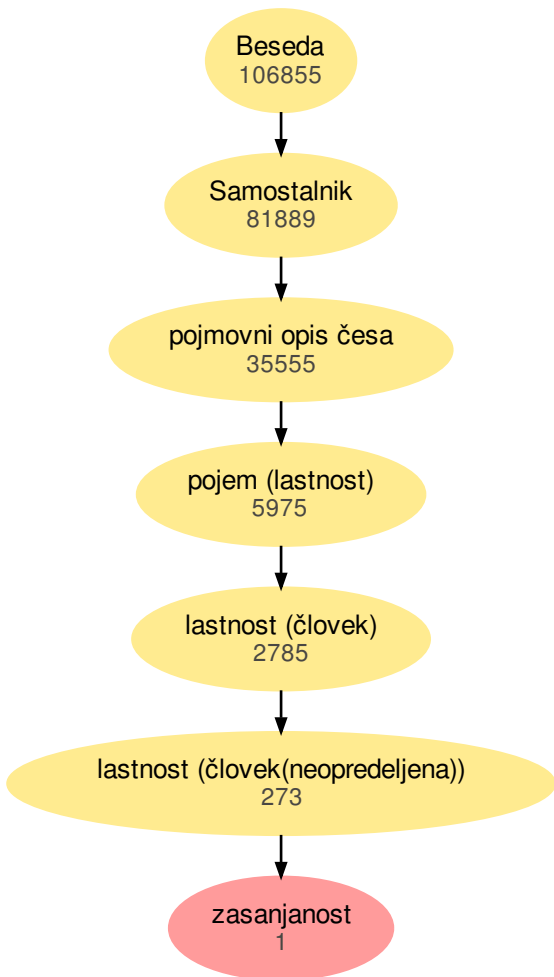 Beseda
106855
Samostalnik
81889
pojmovni opis česa
35555
pojem (lastnost)
5975
lastnost (človek)
2785
lastnost (človek(neopredeljena))
273
zasanjanost
1